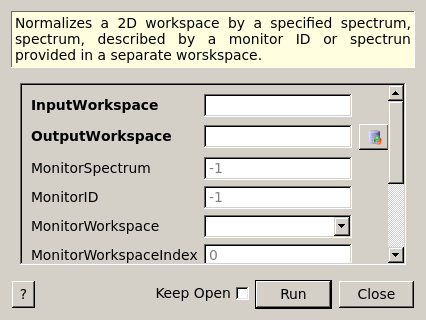 Normalizes a 2D workspace by a specified spectrum,
spectrum, described by a monitor ID or spectrun
provided in a separate worskspace.
InputWorkspace
OutputWorkspace
MonitorSpectrum -1
MonitorID -1
MonitorWorkspace
MonitorWorkspaceIndex 0
? Keep Open Run Close